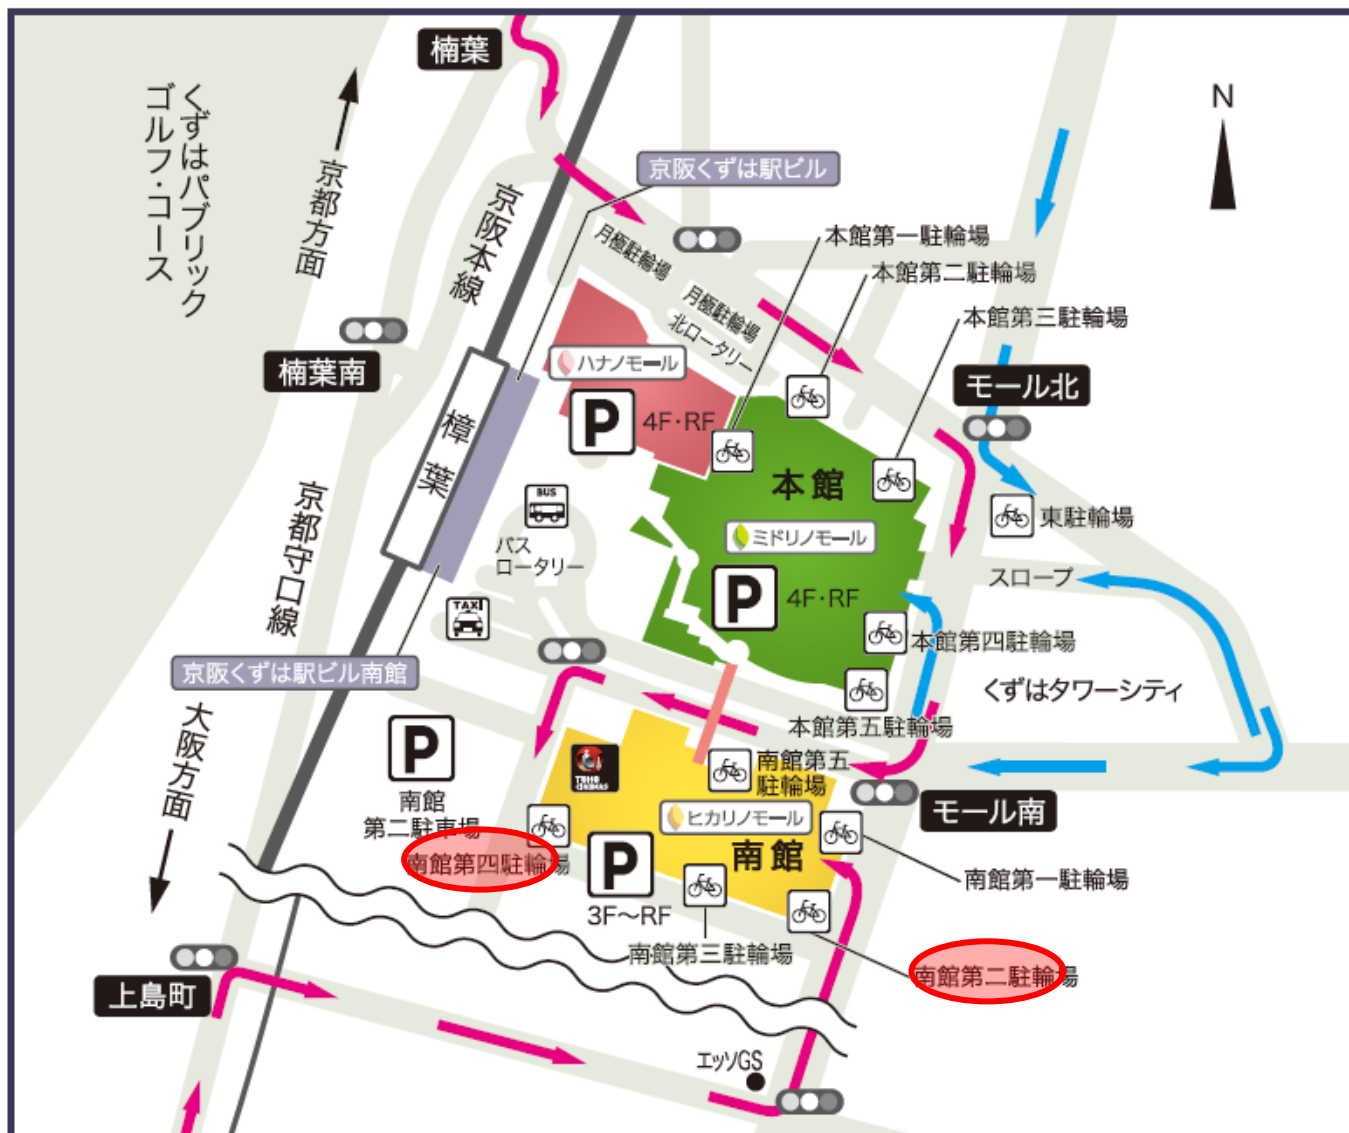 楠葉
くずはパブリック
ゴルフ・コース
京都方面
京阪本線
京阪くずは駅ビル
N
月極駐輪場
月極駐輪場
北ロータリー
本館第一駐輪場
本館第二駐輪場
本館第三駐輪場
楠葉南
ハナノモール
P
4F・RF
モール北
樟葉
本館
BUS
バス
ロータリー
東駐輪場
ミドリノモール
スロープ
P
4F・RF
京都守口線
TAXI
本館第四駐輪場
京阪くずは駅ビル南館
くずはタワーシティ
大阪方面
P
南館
第二駐車場
本館第五駐輪場
TOHO
CINEMAS
南館第五
駐輪場
モール南
ヒカリノモール
南館
南館第四駐輪場
P
3F～RF
南館第一駐輪場
南館第三駐輪場
南館第二駐輪場
上島町
エッソGS